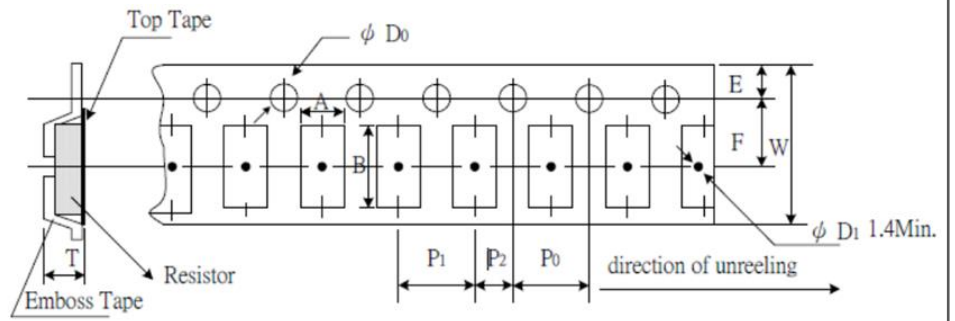 Top Tape
ϕ D0
A
E
B
F
W
ϕ D1 1.4Min.
T
P1
P2
P0
direction of unreeling
Resistor
Emboss Tape